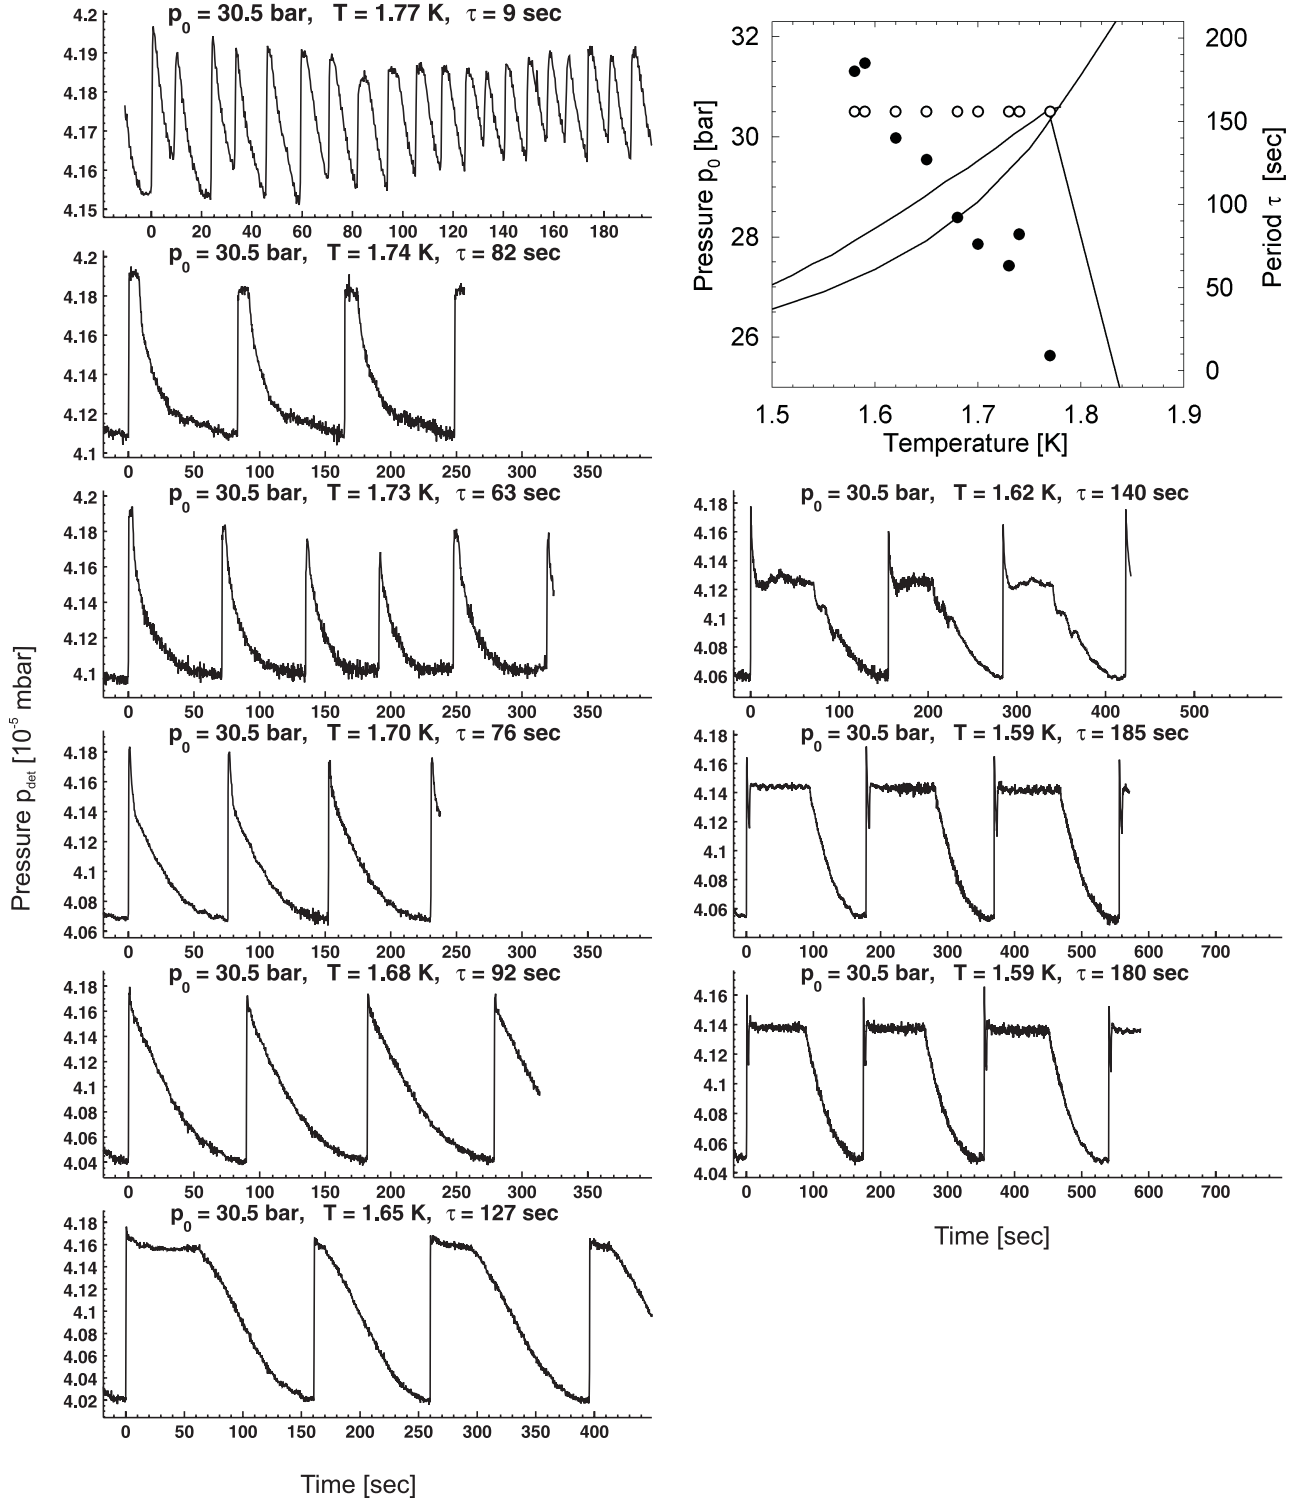 p0 = 30.5 bar, T = 1.77 K, τ = 9 sec
4.2
4.19
4.18
4.17
4.16
4.15
0 20 40 60 80 100 120 140 160 180
p0 = 30.5 bar, T = 1.74 K, τ = 82 sec
4.2
4.18
4.16
4.14
4.12
4.1
0 50 100 150 200 250 300 350
p0 = 30.5 bar, T = 1.73 K, τ = 63 sec
4.2
4.18
4.16
4.14
4.12
4.1
0 50 100 150 200 250 300 350
p0 = 30.5 bar, T = 1.70 K, τ = 76 sec
4.18
4.16
4.14
4.12
4.1
4.08
4.06
0 50 100 150 200 250 300 350
p0 = 30.5 bar, T = 1.68 K, τ = 92 sec
4.18
4.16
4.14
4.12
4.1
4.08
4.06
4.04
0 50 100 150 200 250 300 350
p0 = 30.5 bar, T = 1.65 K, τ = 127 sec
4.18
4.16
4.14
4.12
4.1
4.08
4.06
4.04
4.02
0 50 100 150 200 250 300 350 400
Time [sec]
Pressure pdet [10-5 mbar]
32
30
28
26
Pressure p0 [bar]
200
150
100
50
0
Period τ [sec]
1.5 1.6 1.7 1.8 1.9
Temperature [K]
p0 = 30.5 bar, T = 1.62 K, τ = 140 sec
4.18
4.16
4.14
4.12
4.1
4.08
4.06
0 100 200 300 400 500
p0 = 30.5 bar, T = 1.59 K, τ = 185 sec
4.18
4.16
4.14
4.12
4.1
4.08
4.06
0 100 200 300 400 500 600 700
p0 = 30.5 bar, T = 1.59 K, τ = 180 sec
4.16
4.14
4.12
4.1
4.08
4.06
4.04
0 100 200 300 400 500 600 700
Time [sec]